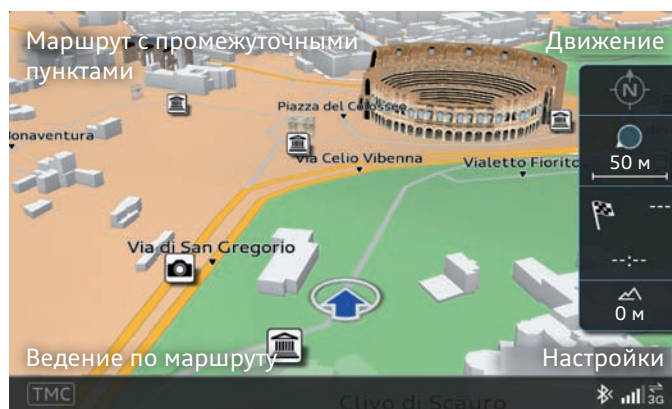 Маршрут с промежуточными
пунктами
Движение
N
Piazza del Colosseo
onaventura
Via Celio Vibenna
Vialetto Fiorito
50 м
---
--:--
Via di San Gregorio
0 м
Ведение по маршруту
Настройки
TMC
Clivo di Scauro
3G